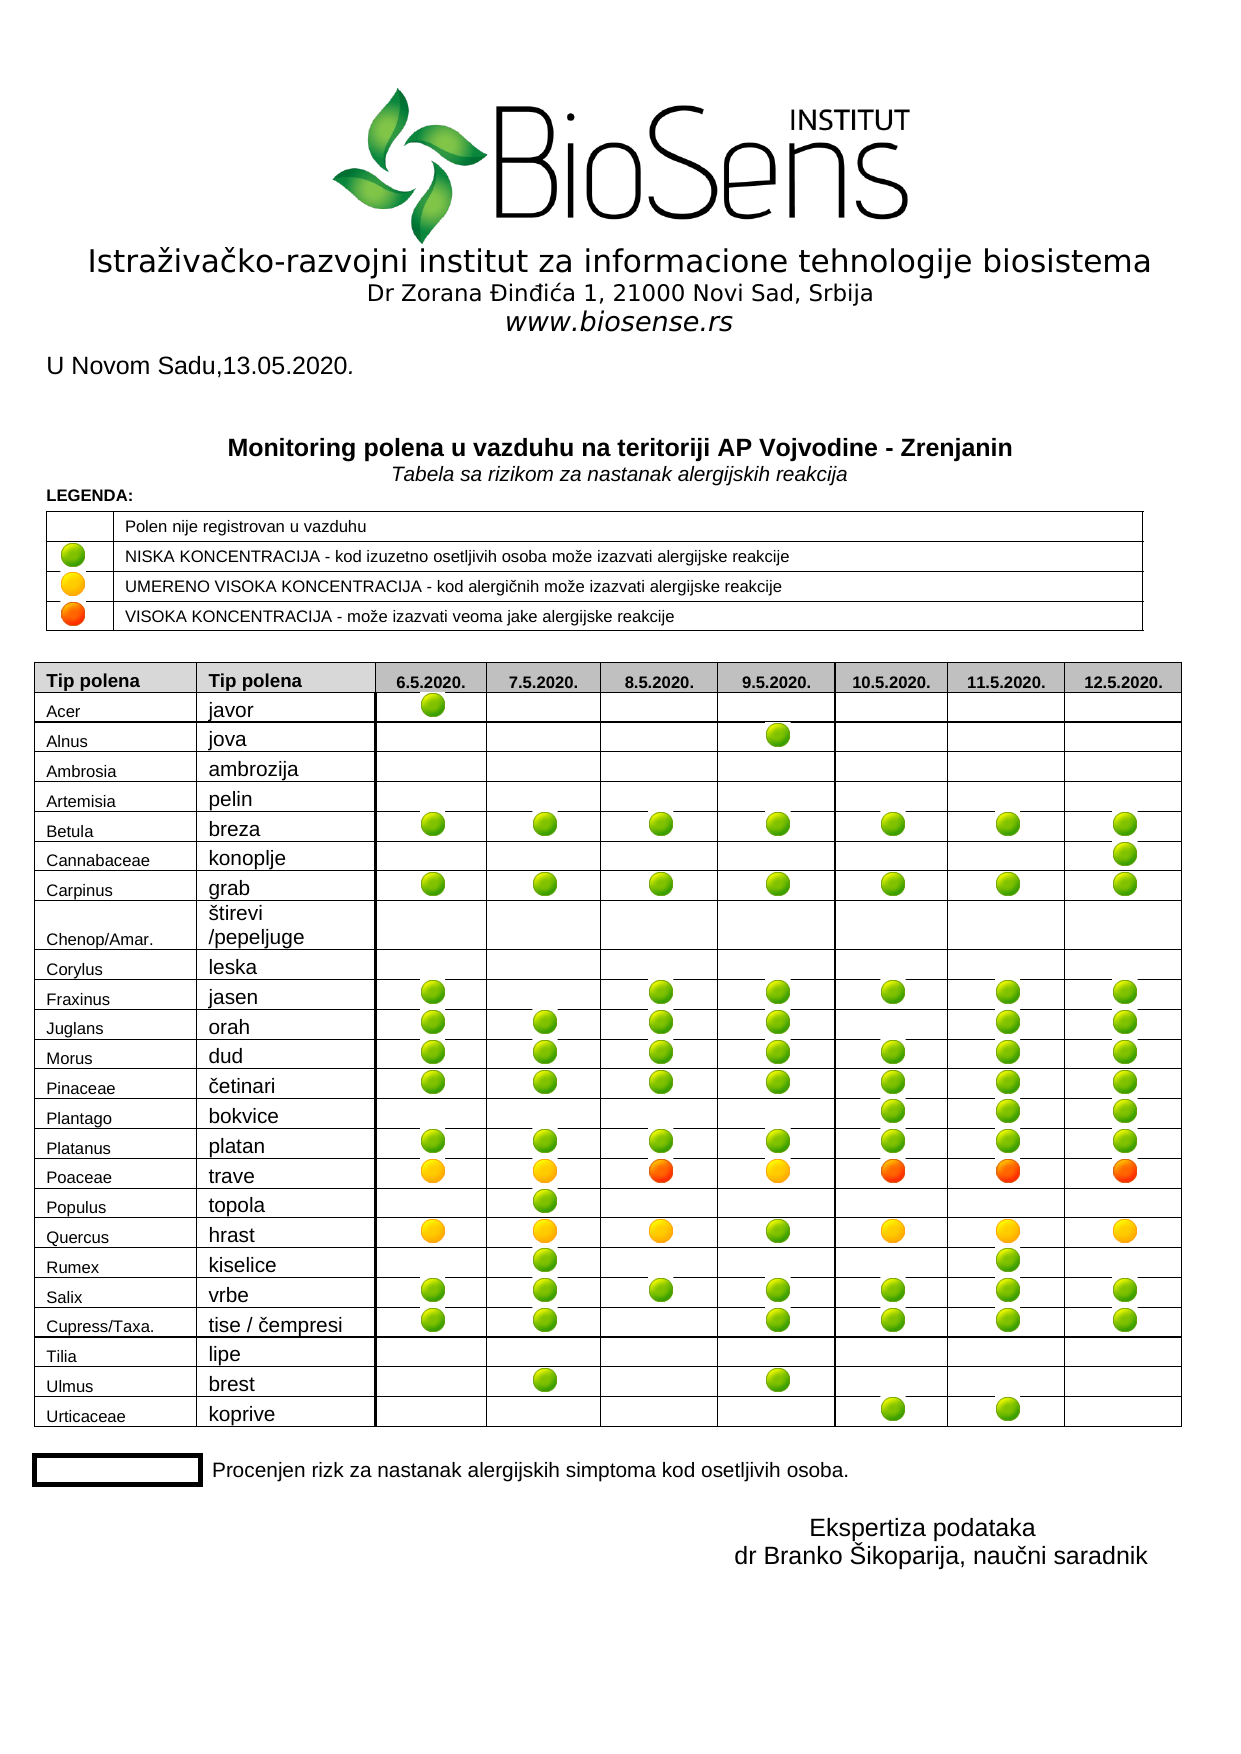 BioSens INSTITUT
Istraživačko-razvojni institut za informacione tehnologije biosistema
Dr Zorana Đinđića 1, 21000 Novi Sad, Srbija
www.biosense.rs
U Novom Sadu,13.05.2020.
Monitoring polena u vazduhu na teritoriji AP Vojvodine - Zrenjanin
Tabela sa rizikom za nastanak alergijskih reakcija
LEGENDA:
Polen nije registrovan u vazduhu
NISKA KONCENTRACIJA - kod izuzetno osetljivih osoba može izazvati alergijske reakcije
UMERENO VISOKA KONCENTRACIJA - kod alergičnih može izazvati alergijske reakcije
VISOKA KONCENTRACIJA - može izazvati veoma jake alergijske reakcije
Tip polena Tip polena 6.5.2020. 7.5.2020. 8.5.2020. 9.5.2020. 10.5.2020. 11.5.2020. 12.5.2020.
Acer javor
Alnus jova
Ambrosia ambrozija
Artemisia pelin
Betula breza
Cannabaceae konoplje
Carpinus grab
štirevi
Chenop/Amar. /pepeljuge
Corylus leska
Fraxinus jasen
Juglans orah
Morus dud
Pinaceae četinari
Plantago bokvice
Platanus platan
Poaceae trave
Populus topola
Quercus hrast
Rumex kiselice
Salix vrbe
Cupress/Taxa. tise / čempresi
Tilia lipe
Ulmus brest
Urticaceae koprive
Procenjen rizk za nastanak alergijskih simptoma kod osetljivih osoba.
Ekspertiza podataka
dr Branko Šikoparija, naučni saradnik